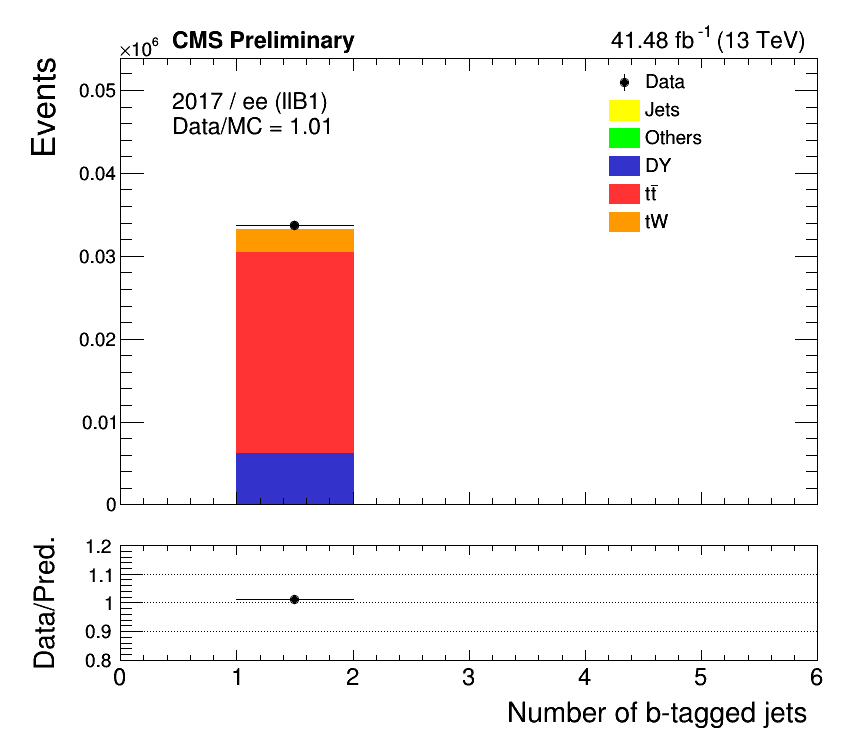 ×10⁶ CMS Preliminary 41.48 fb⁻¹ (13 TeV)
Events
0.05
0.04
0.03
0.02
0.01
0
2017 / ee (llB1)
Data/MC = 1.01
Data
Jets
Others
DY
tt̄
tW
Data/Pred.
1.2
1.1
1
0.9
0.8
0 1 2 3 4 5 6
Number of b-tagged jets